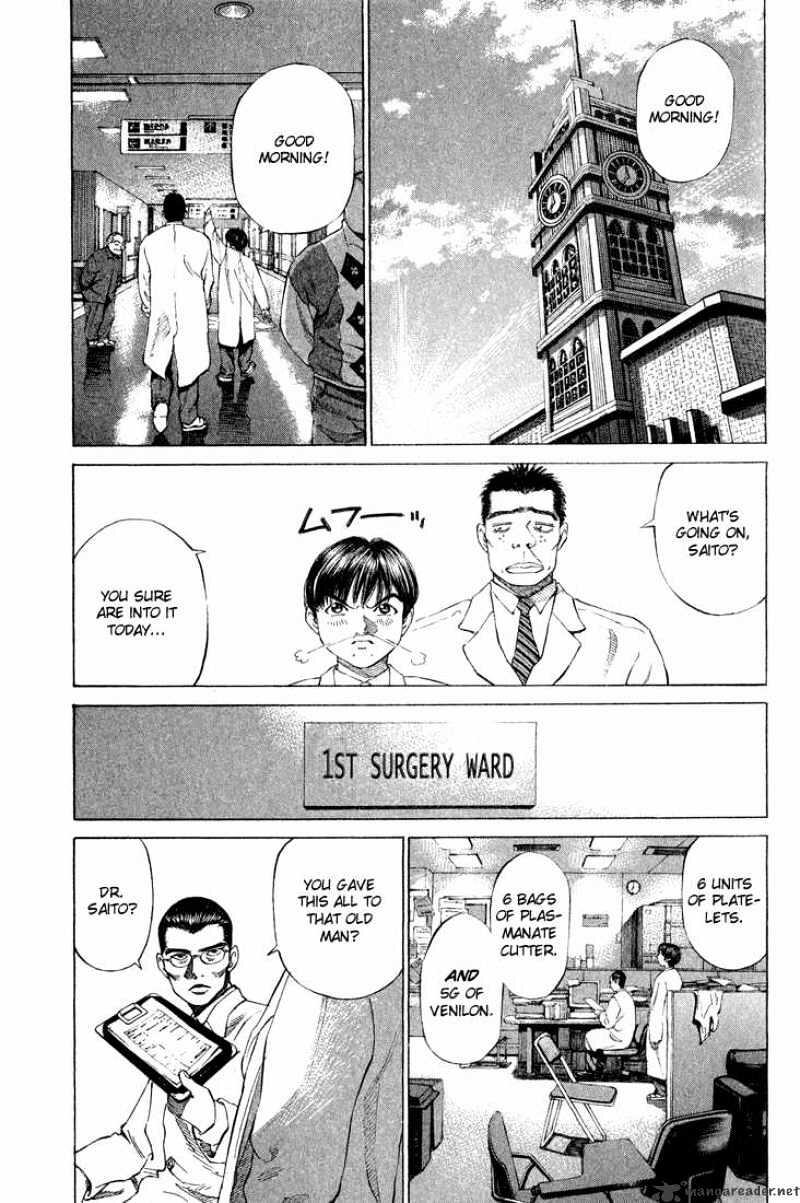 GOOD
MORNING!
GOOD
MORNING!
WHAT'S
GOING ON,
SAITO?
ムフーッ
YOU SURE
ARE INTO IT
TODAY...
1ST SURGERY WARD
6 UNITS
OF PLATE-
LETS.
6 BAGS
OF PLAS-
MANATE
CUTTER.
AND
5G OF
VENILON.
YOU GAVE
THIS ALL TO
THAT OLD
MAN?
DR.
SAITO?
mangareader.net